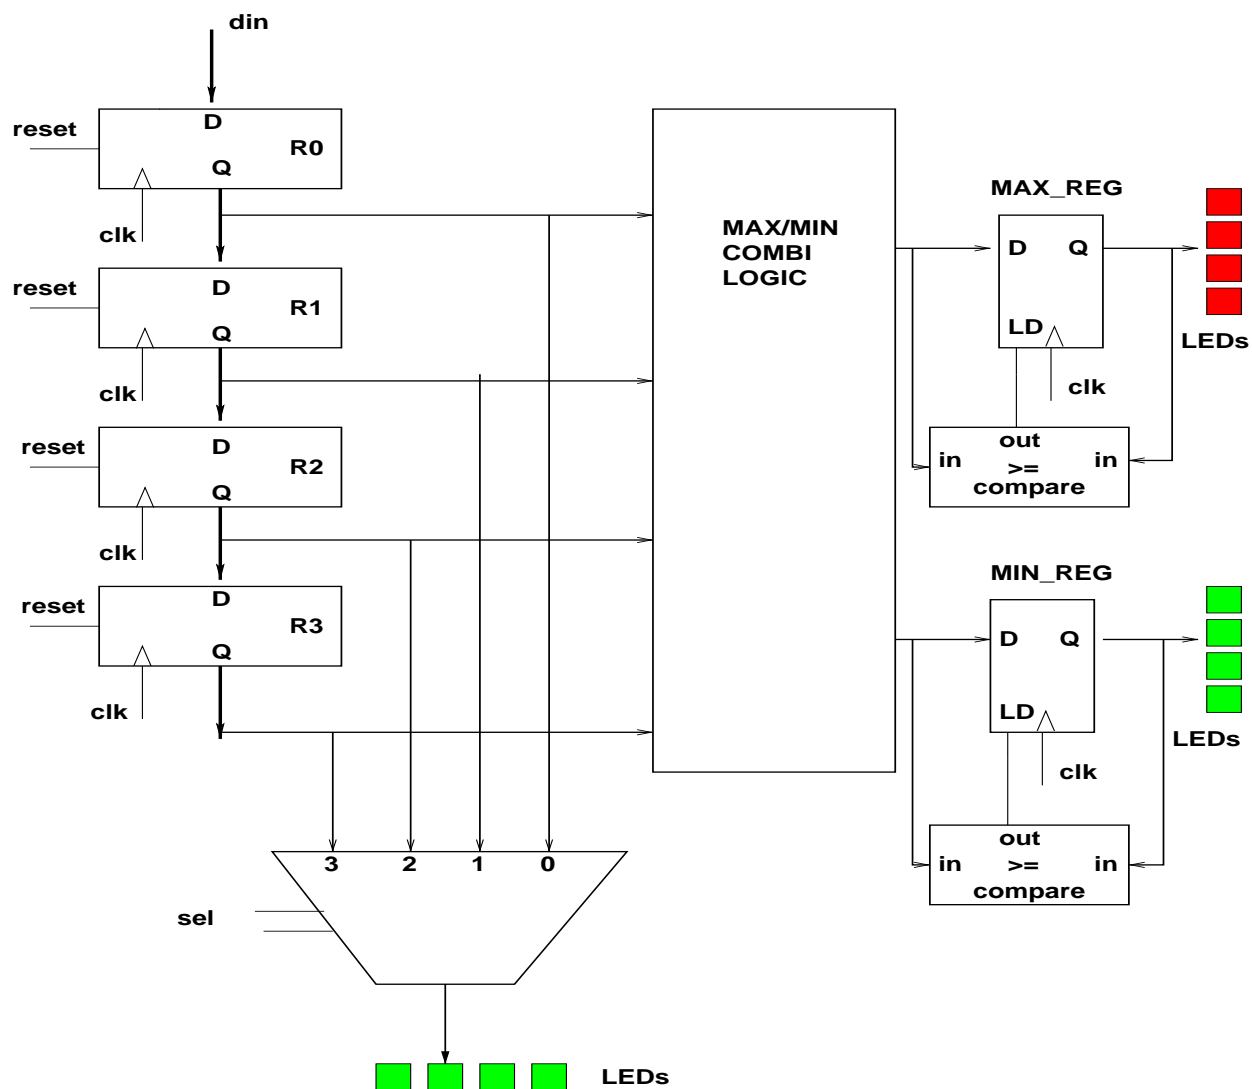 din
reset
D
R0
Q
clk
reset
D
R1
Q
clk
reset
D
R2
Q
clk
reset
D
R3
Q
clk
MAX/MIN
COMBI
LOGIC
MAX_REG
D Q
LD
clk
LEDs
out
in >= in
compare
MIN_REG
D Q
LD
clk
LEDs
out
in >= in
compare
3 2 1 0
sel
LEDs